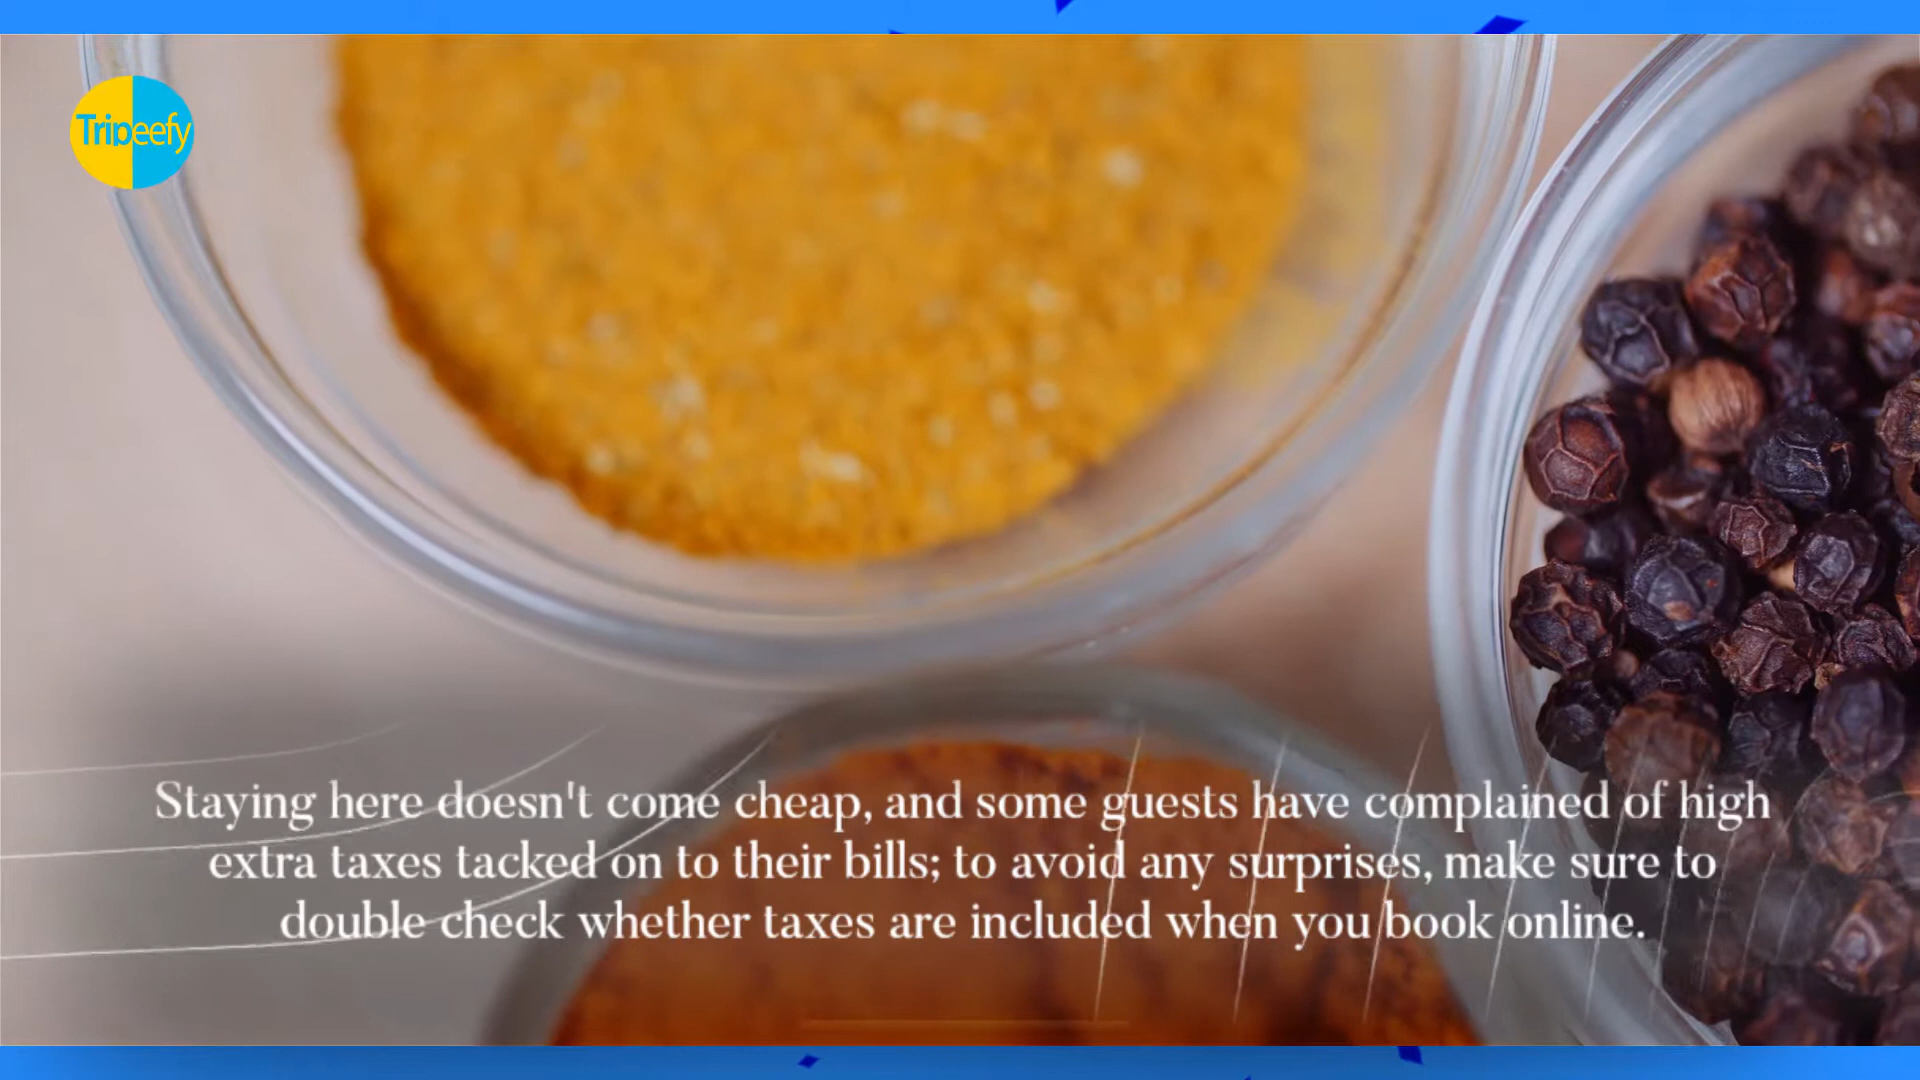 Tripeefy
Staying here doesn't come cheap, and some guests have complained of high
extra taxes tacked on to their bills; to avoid any surprises, make sure to
double check whether taxes are included when you book online.